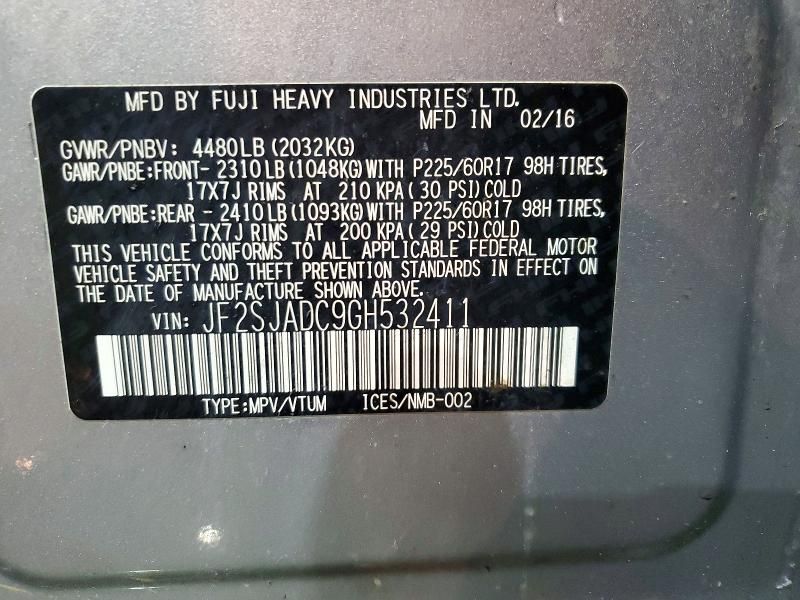 MFD BY FUJI HEAVY INDUSTRIES LTD.
MFD IN 02/16
GVWR/PNBV: 4480LB(2032KG)
GAWR/PNBE:FRONT- 2310LB(1048KG)WITH P225/60R17 98H TIRES,
17X7J RIMS AT 210 KPA( 30 PSI)COLD
GAWR/PNBE:REAR - 2410LB(1093KG)WITH P225/60R17 98H TIRES,
17X7J RIMS AT 200 KPA( 29 PSI)COLD
THIS VEHICLE CONFORMS TO ALL APPLICABLE FEDERAL MOTOR
VEHICLE SAFETY AND THEFT PREVENTION STANDARDS IN EFFECT ON
THE DATE OF MANUFACTURE SHOWN ABOVE.
VIN: JF2SJADC9GH532411
TYPE:MPV/VTUM ICES/NMB-002